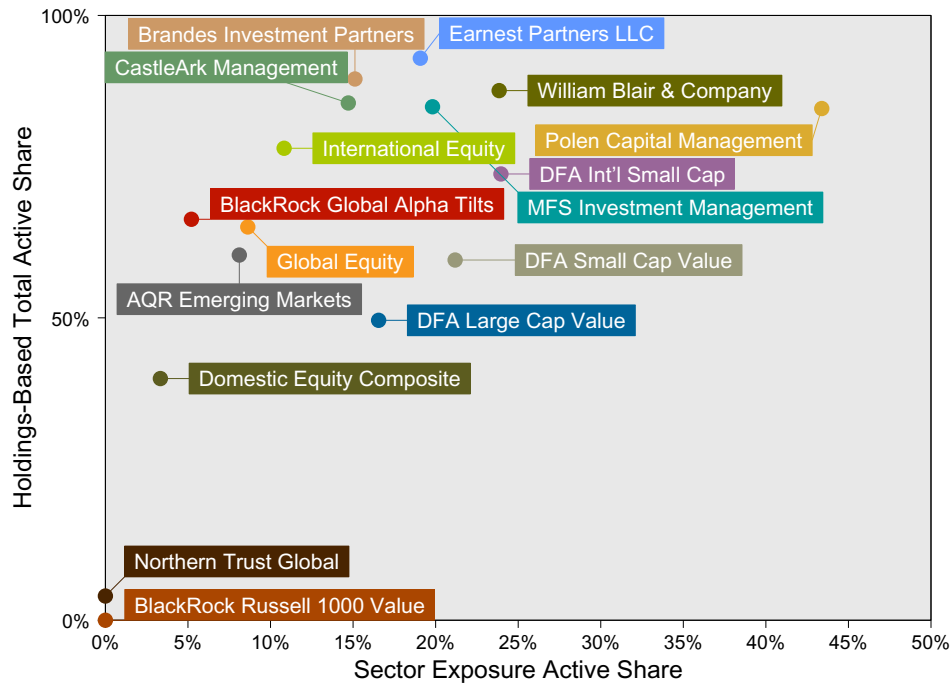 100%
Brandes Investment Partners
Earnest Partners LLC
CastleArk Management
William Blair & Company
Polen Capital Management
International Equity
DFA Int'l Small Cap
BlackRock Global Alpha Tilts
MFS Investment Management
Global Equity
DFA Small Cap Value
AQR Emerging Markets
50%
DFA Large Cap Value
Domestic Equity Composite
Northern Trust Global
BlackRock Russell 1000 Value
0%
0% 5% 10% 15% 20% 25% 30% 35% 40% 45% 50%
Sector Exposure Active Share
Holdings-Based Total Active Share